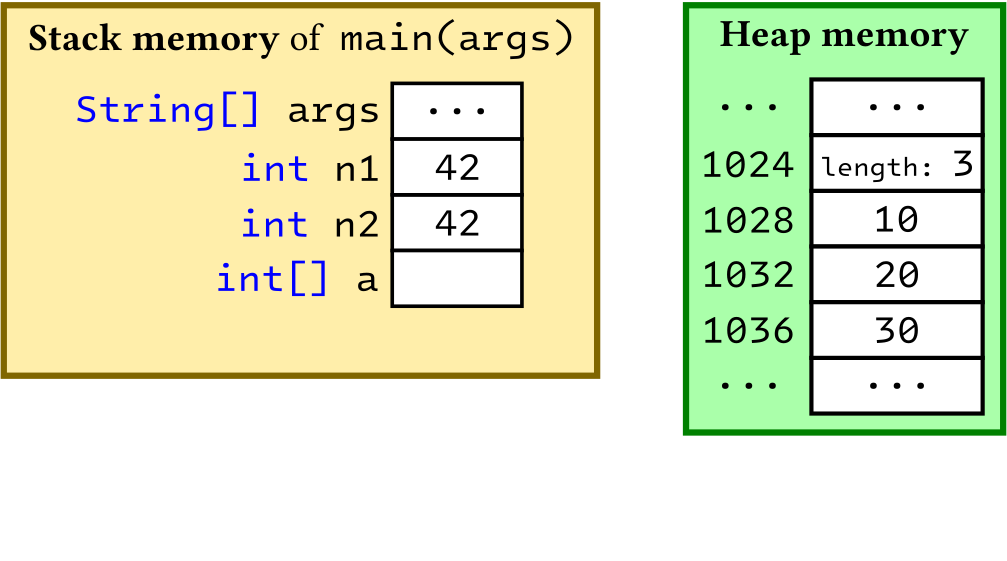 Stack memory of main(args)
String[] args ...
int n1 42
int n2 42
int[] a
Heap memory
... ...
1024 length: 3
1028 10
1032 20
1036 30
... ...